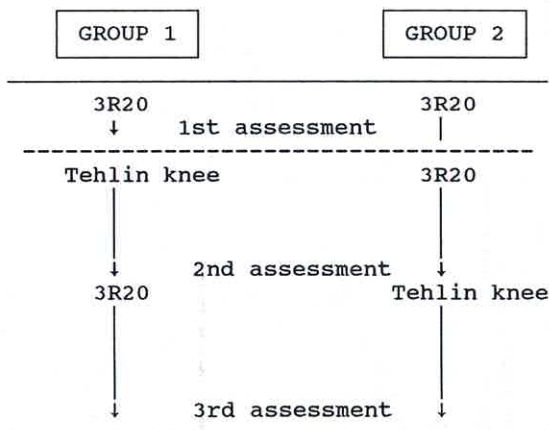 GROUP 1 GROUP 2
3R20 3R20
1st assessment
Tehlin knee 3R20
2nd assessment
3R20 Tehlin knee
3rd assessment